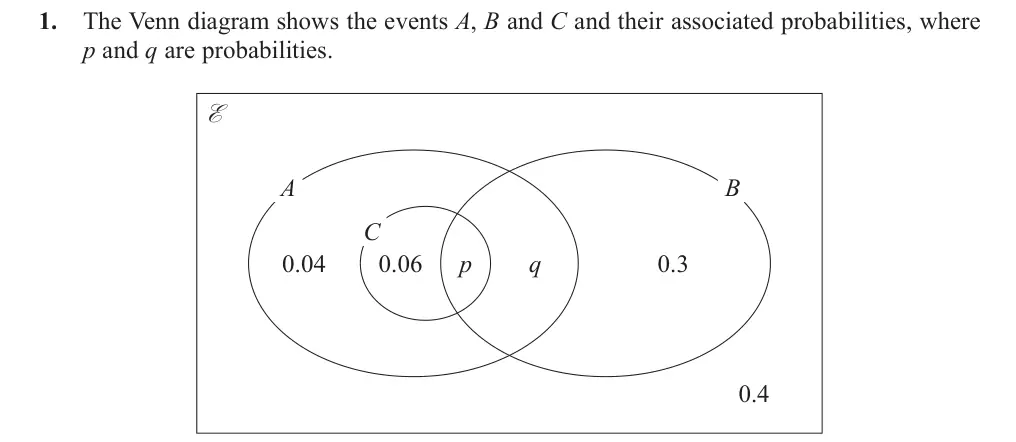 1. The Venn diagram shows the events A, B and C and their associated probabilities, where
p and q are probabilities.
ℰ
A
B
C
0.04
0.06
p
q
0.3
0.4